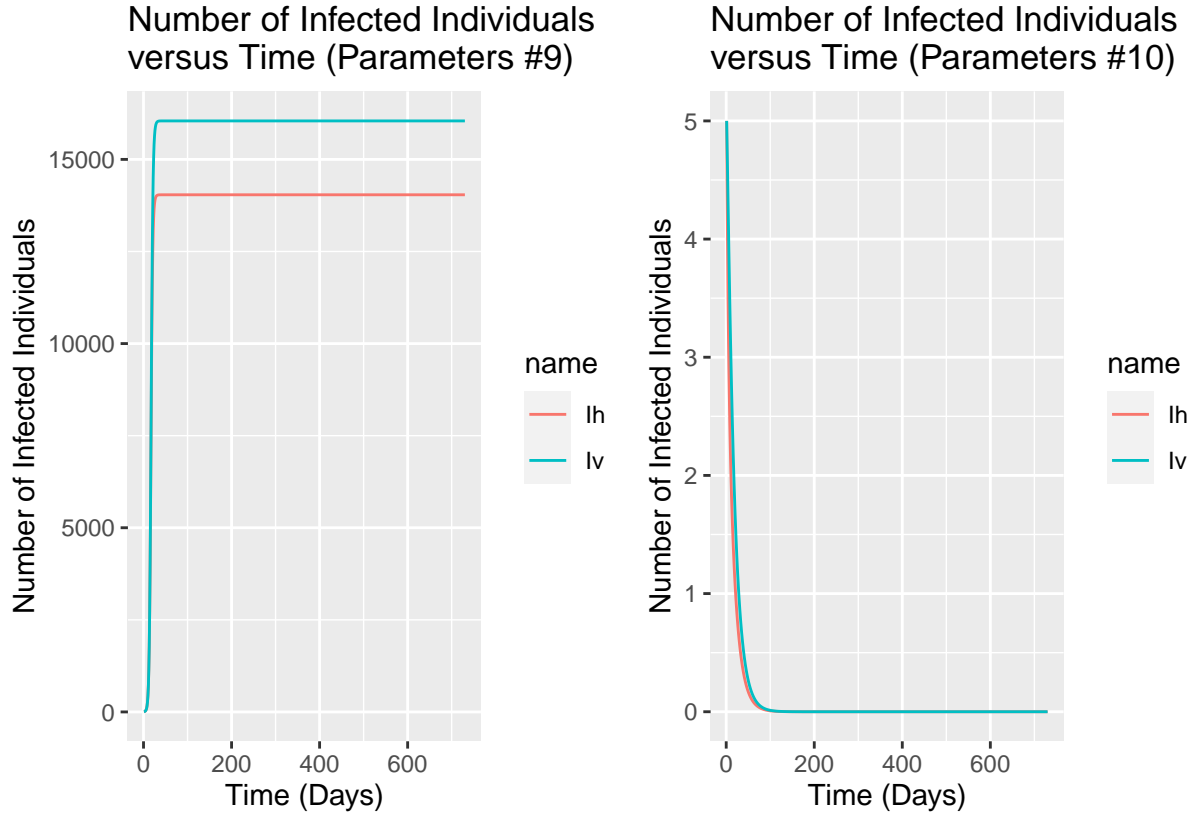 Number of Infected Individuals
versus Time (Parameters #9)
Number of Infected Individuals
15000
10000
5000
0
0 200 400 600
Time (Days)
name
Ih
Iv
Number of Infected Individuals
versus Time (Parameters #10)
Number of Infected Individuals
5
4
3
2
1
0
0 200 400 600
Time (Days)
name
Ih
Iv